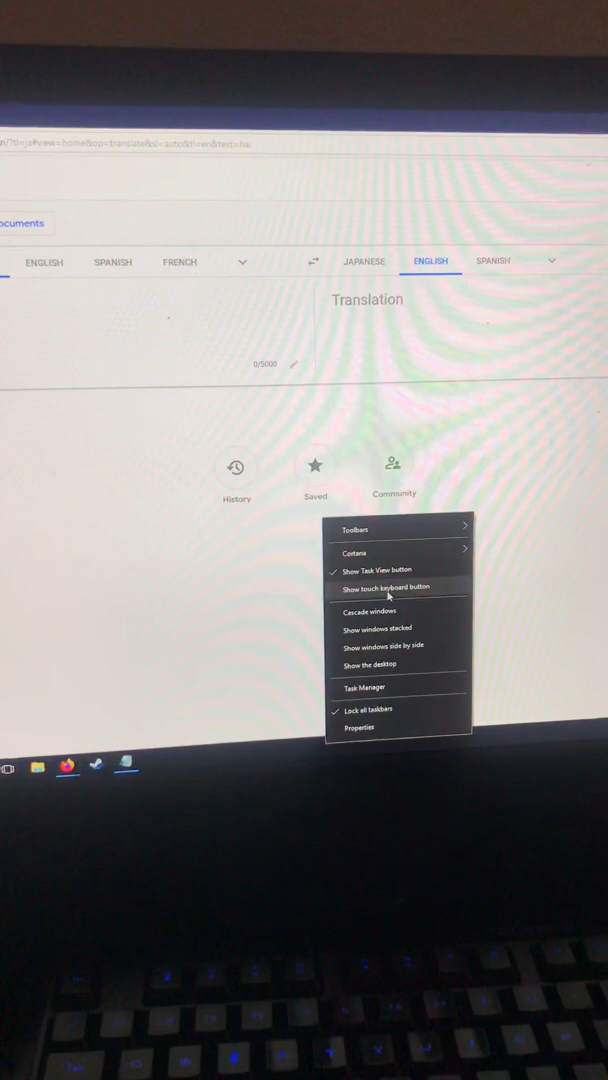 ocuments
ENGLISH SPANISH FRENCH
JAPANESE ENGLISH SPANISH
Translation
0/5000
History
Saved
Community
Toolbars
Cortana
Show Task View button
Show touch keyboard button
Cascade windows
Show windows stacked
Show windows side by side
Show the desktop
Task Manager
Lock all taskbars
Properties
Tab